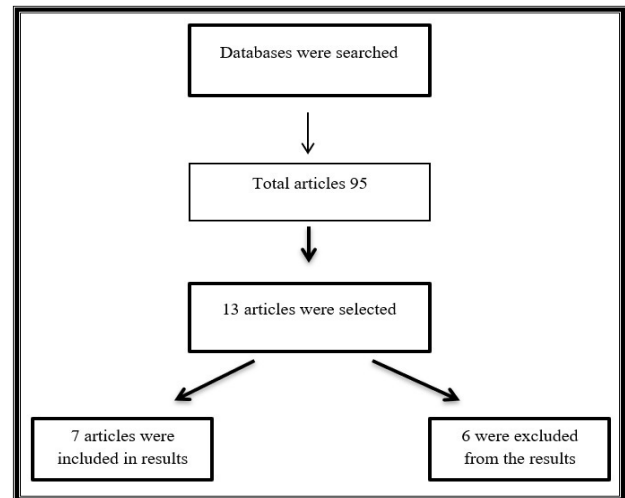 Databases were searched
Total articles 95
13 articles were selected
7 articles were
included in results
6 were excluded
from the results